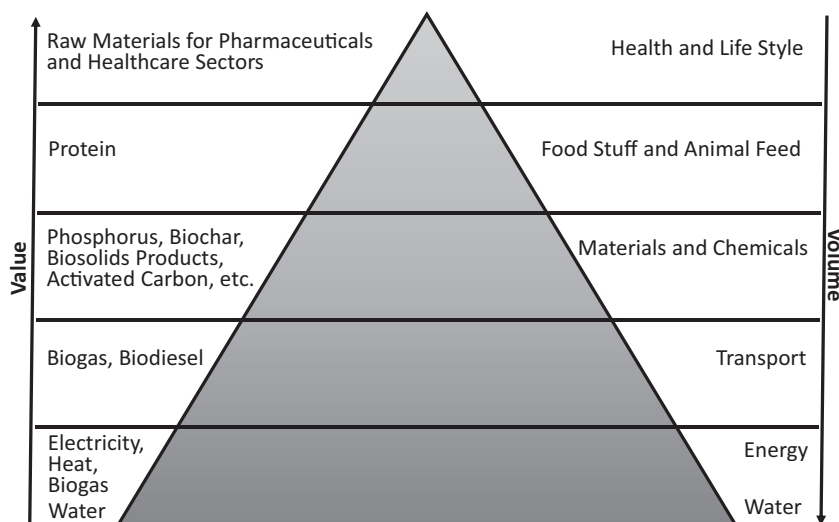 Raw Materials for Pharmaceuticals
and Healthcare Sectors
Health and Life Style
Protein
Food Stuff and Animal Feed
Phosphorus, Biochar,
Biosolids Products,
Activated Carbon, etc.
Materials and Chemicals
Value
Volume
Biogas, Biodiesel
Transport
Electricity,
Heat,
Biogas
Water
Energy
Water